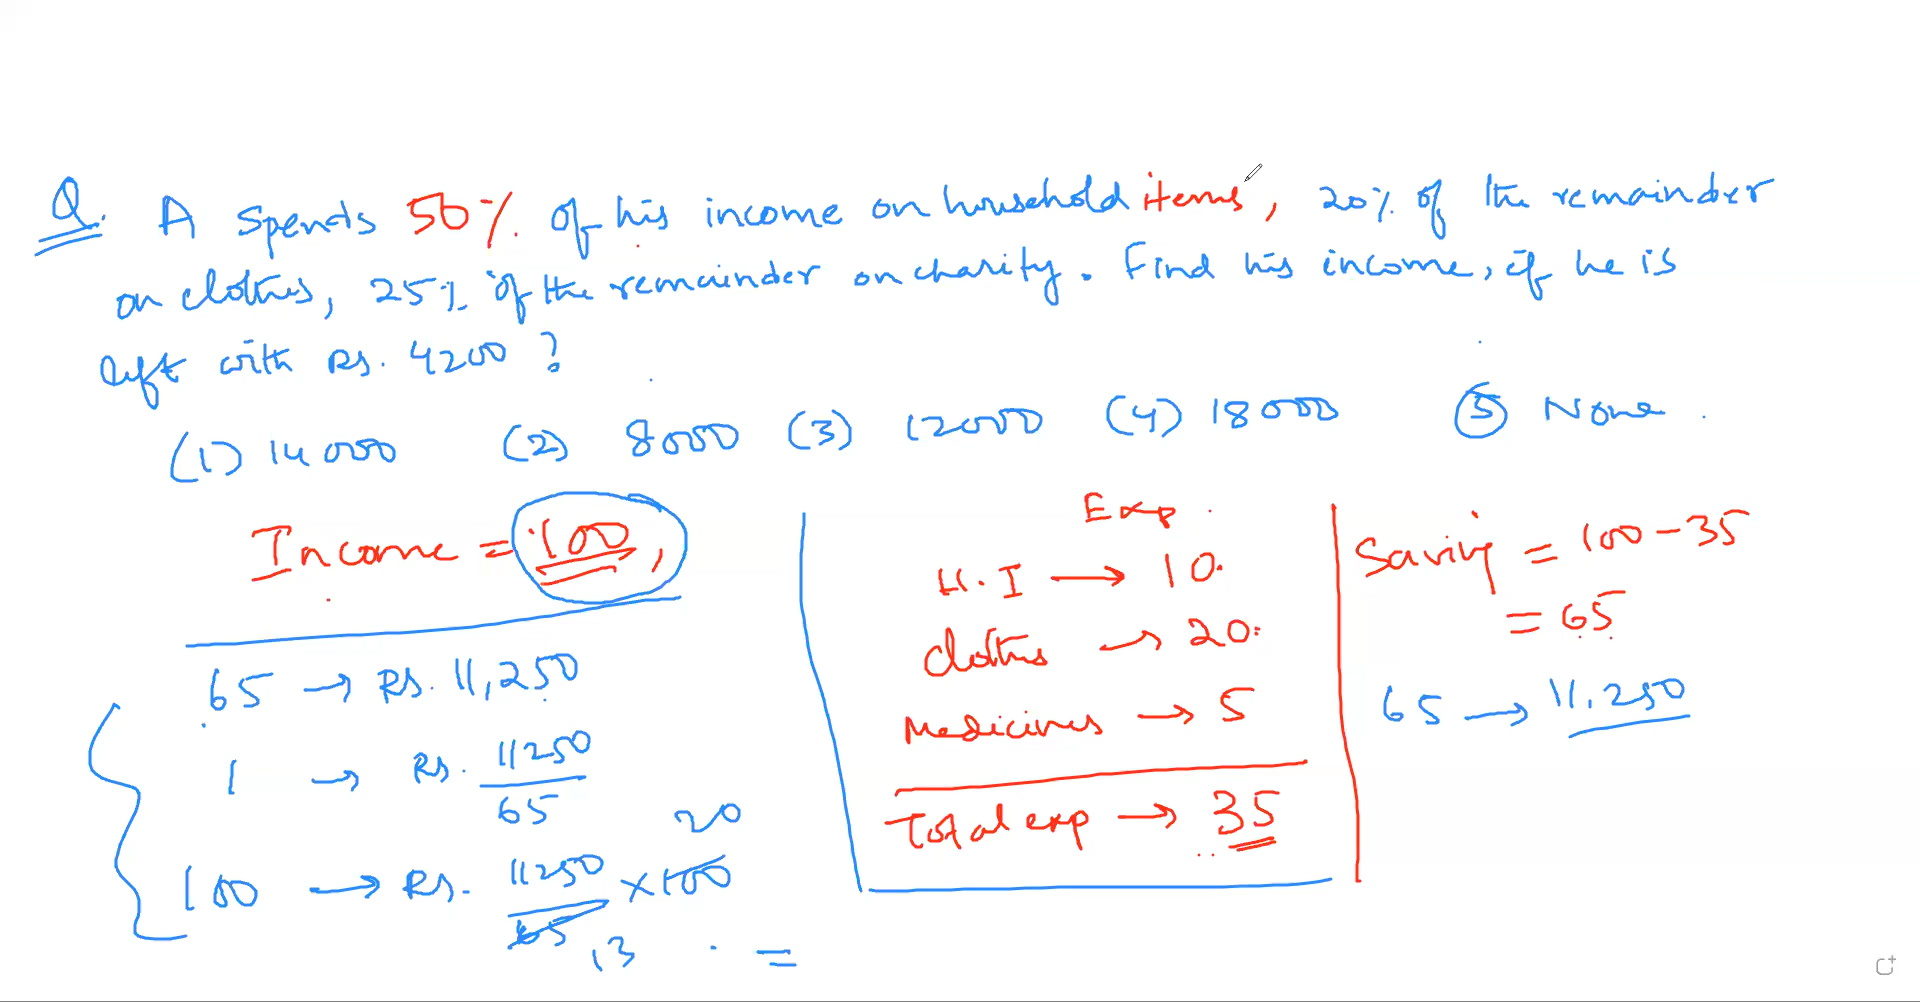 Q. A spends 50% of his income on household items, 20% of the remainder
on clothes, 25% of the remainder on charity. Find his income, if he is
left with Rs. 4200 ?
(1) 14000 (2) 8000 (3) 12000 (4) 18000 (5) None.
Income = 100,
65 → Rs. 11,250
1 → Rs. 11250/65
100 → Rs. 11250/65 × 100
20
13
=
Exp.
H.I → 10.
Clothes → 20.
Medicines → 5
Total exp → 35
Saving = 100 - 35
= 65
65 → 11,250